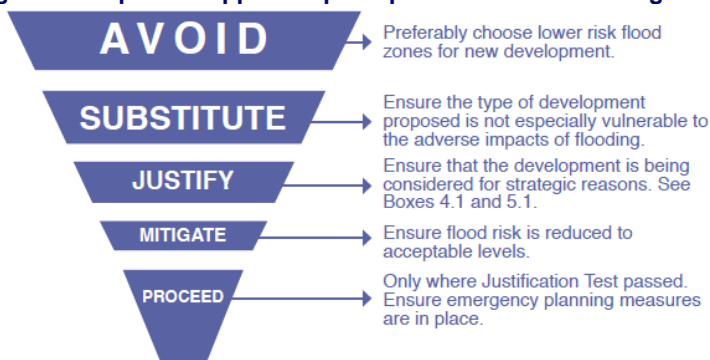 AVOID
Preferably choose lower risk flood
zones for new development.
SUBSTITUTE
Ensure the type of development
proposed is not especially vulnerable to
the adverse impacts of flooding.
JUSTIFY
Ensure that the development is being
considered for strategic reasons. See
Boxes 4.1 and 5.1.
MITIGATE
Ensure flood risk is reduced to
acceptable levels.
PROCEED
Only where Justification Test passed.
Ensure emergency planning measures
are in place.